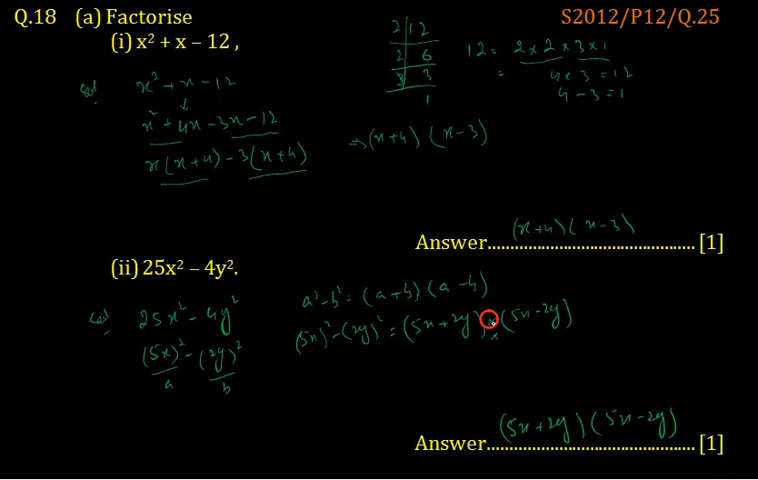 Q.18 (a) Factorise S2012/P12/Q.25
(i) x² + x – 12 ,
Sol x² + x - 12
x² + 4x - 3x - 12
x(x+4) - 3(x+4) ⇒ (x+4) (x-3)
2 | 12
2 | 6
3 | 3
1
12 = 2 × 2 × 3 × 1
= 4 × 3 = 12
4 - 3 = 1
Answer (x+4) (x-3) [1]
(ii) 25x² – 4y².
Sol 25x² - 4y²
(5x)² - (2y)²
a b
a² - b² = (a+b) (a-b)
(5x)² - (2y)² = (5x+2y) × (5x-2y)
×
Answer (5x+2y) (5x-2y) [1]